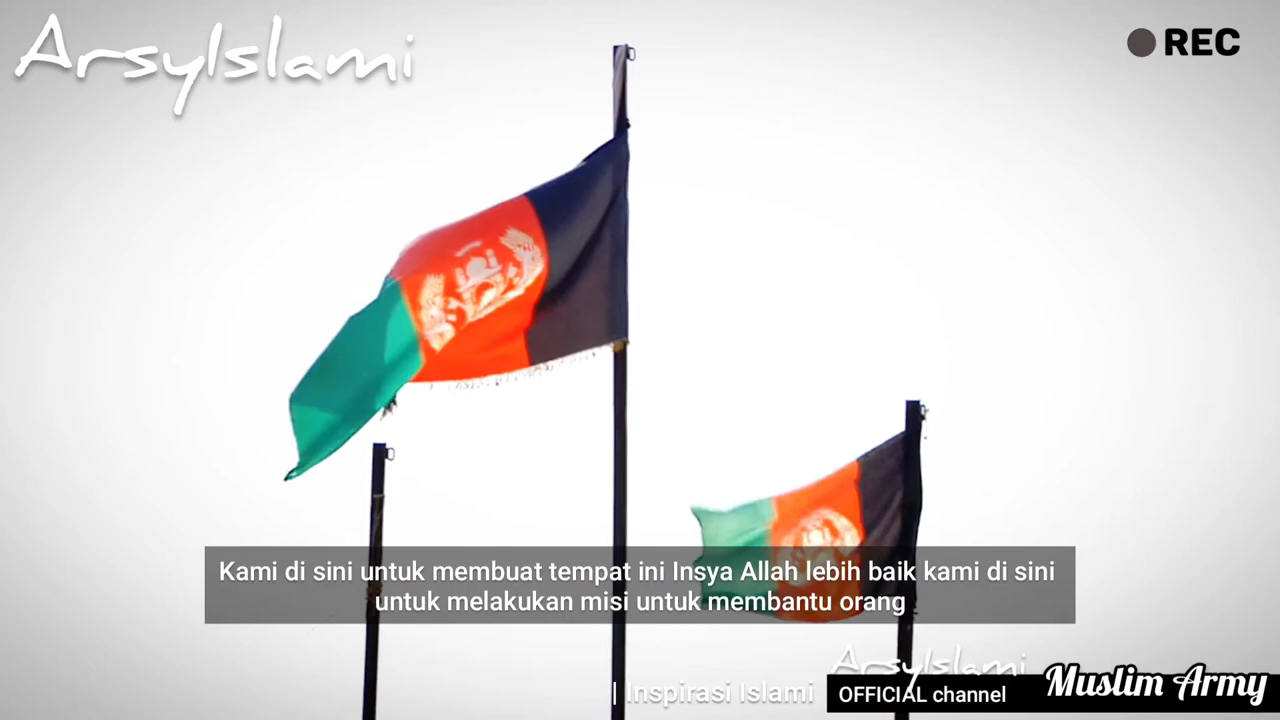 ArsyIslami
REC
Kami di sini untuk membuat tempat ini Insya Allah lebih baik kami di sini
untuk melakukan misi untuk membantu orang
ArsyIslami
| Inspirasi Islami
OFFICIAL channel
Muslim Army